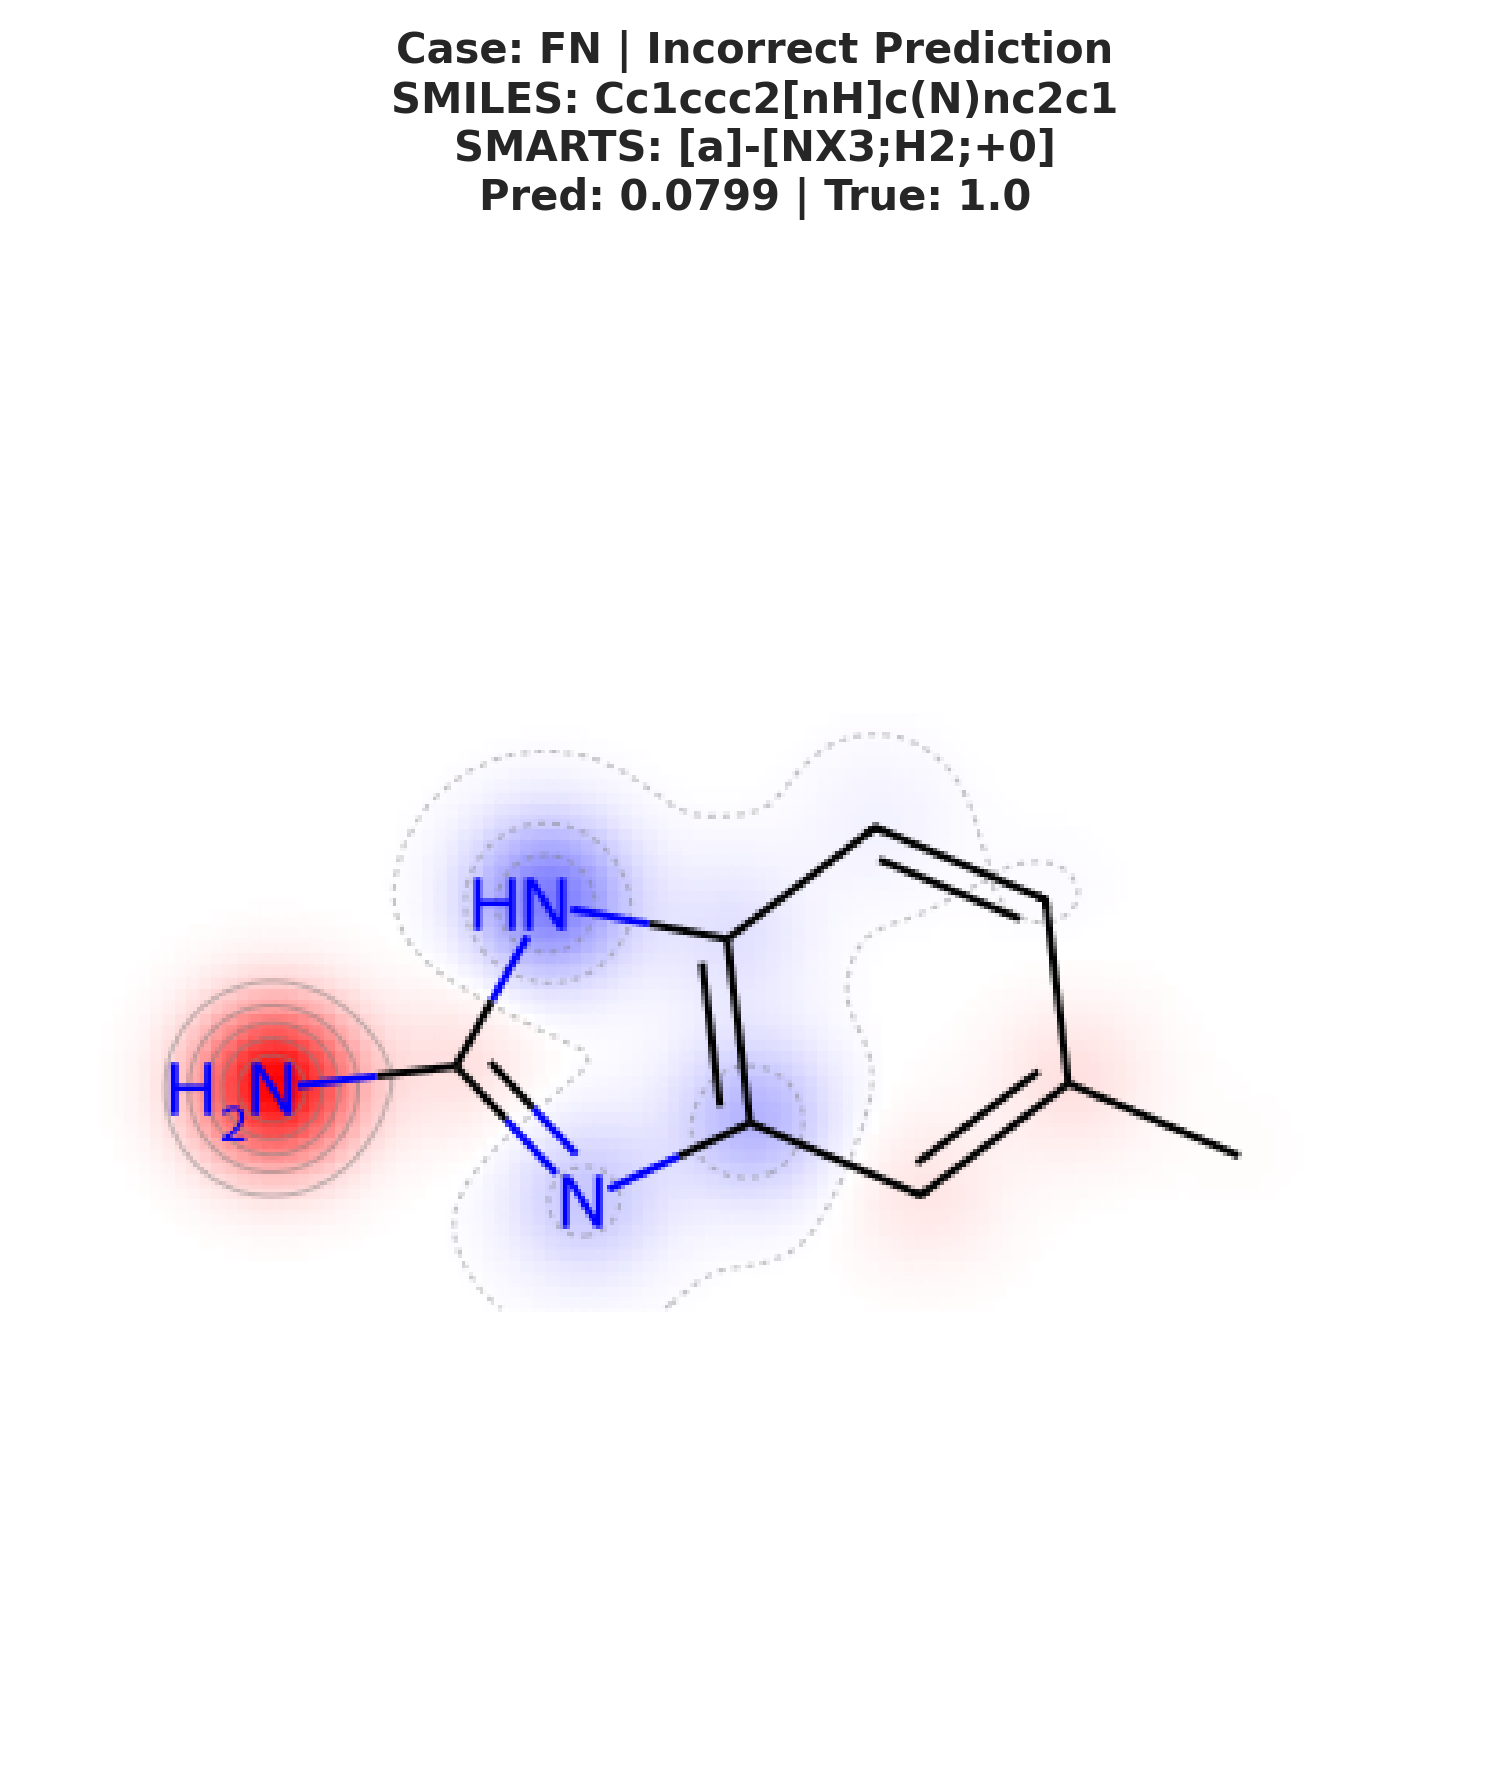 Case: FN | Incorrect Prediction
SMILES: Cc1ccc2[nH]c(N)nc2c1
SMARTS: [a]-[NX3;H2;+0]
Pred: 0.0799 | True: 1.0
HN
H2N
N